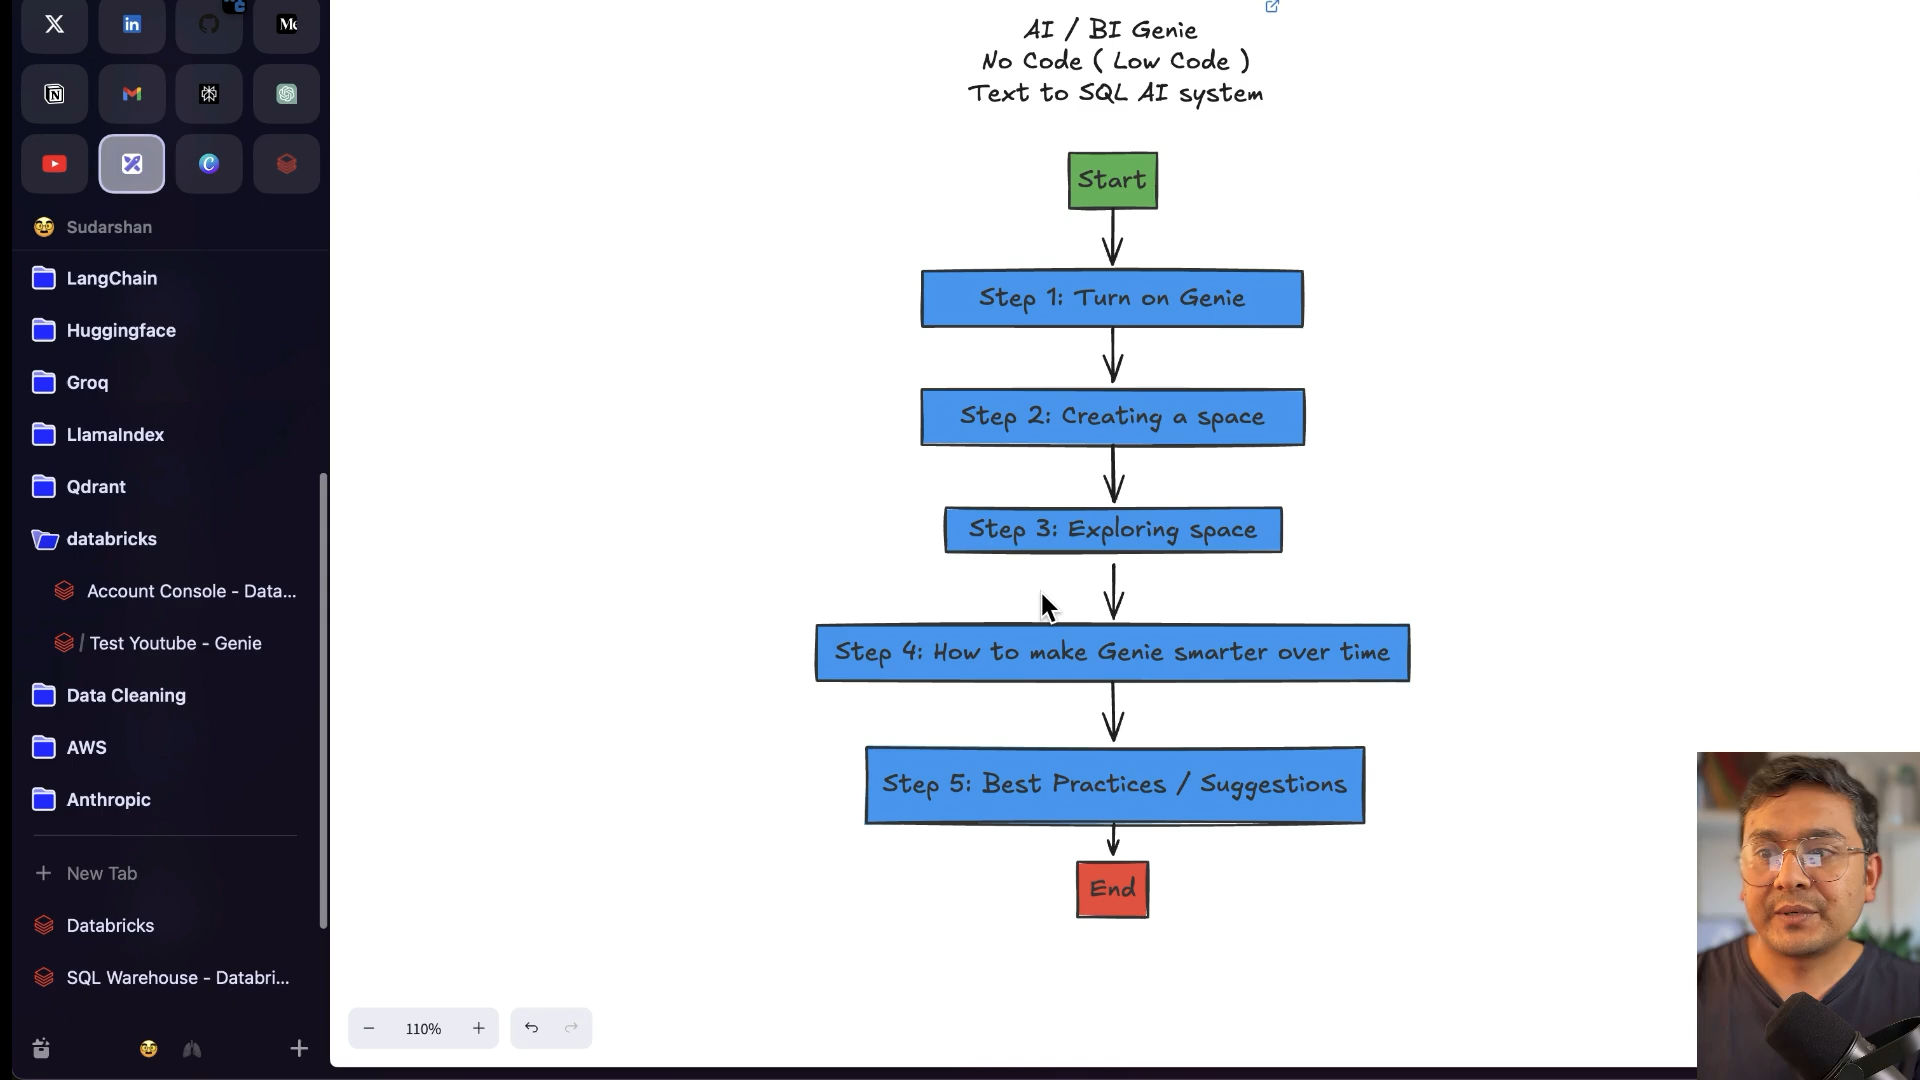 Sudarshan
LangChain
Huggingface
Groq
LlamaIndex
Qdrant
databricks
Account Console - Data...
/ Test Youtube - Genie
Data Cleaning
AWS
Anthropic
New Tab
Databricks
SQL Warehouse - Databri...
AI / BI Genie
No Code ( Low Code )
Text to SQL AI system
Start
Step 1: Turn on Genie
Step 2: Creating a space
Step 3: Exploring space
Step 4: How to make Genie smarter over time
Step 5: Best Practices / Suggestions
End
110%